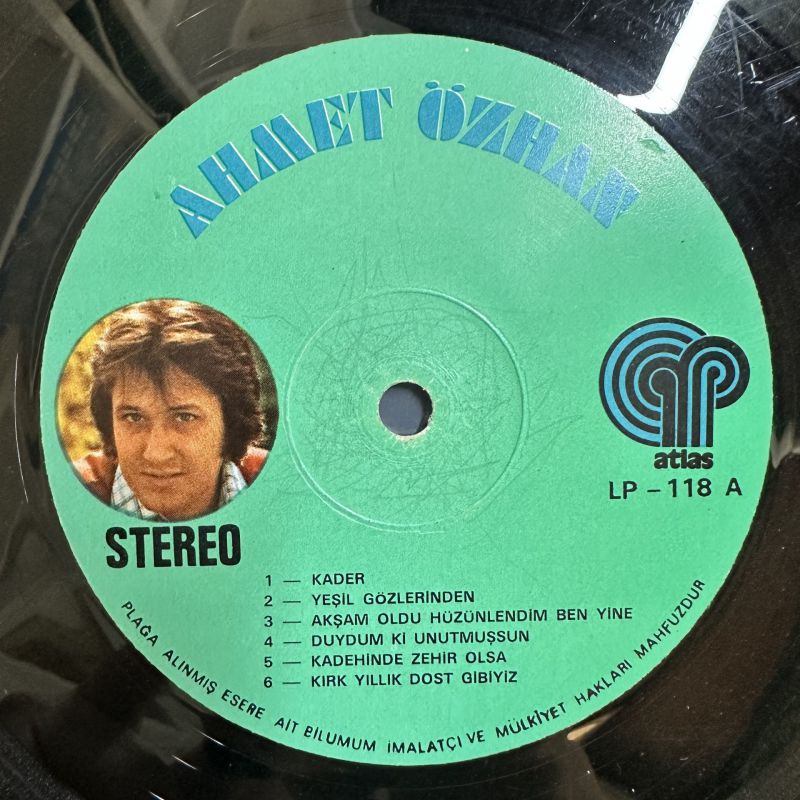 AHMET ÖZHAN
atlas
LP – 118 A
STEREO
1 — KADER
2 — YEŞİL GÖZLERİNDEN
3 — AKŞAM OLDU HÜZÜNLENDİM BEN YİNE
4 — DUYDUM Kİ UNUTMUŞSUN
5 — KADEHİNDE ZEHİR OLSA
6 — KIRK YILLIK DOST GİBİYİZ
PLAĞA ALINMIŞ ESERE AİT BİLUMUM İMALATÇI VE MÜLKİYET HAKLARI MAHFUZDUR